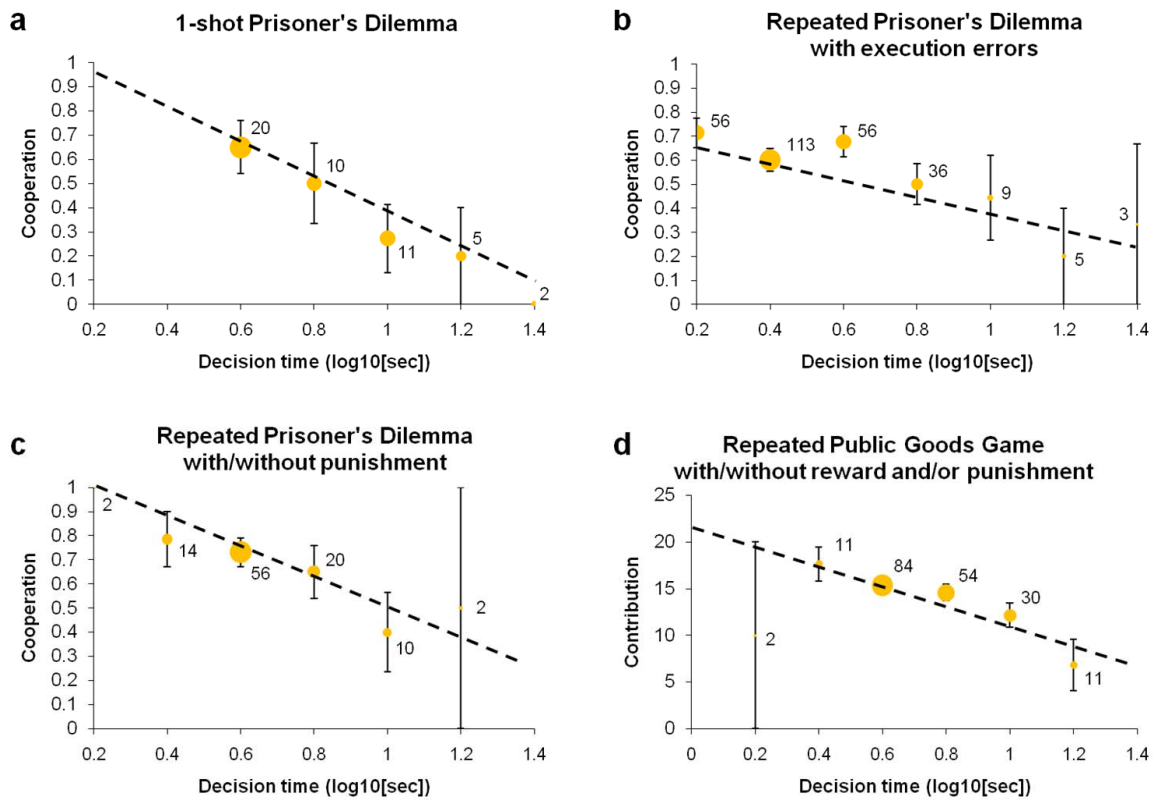 a
1-shot Prisoner's Dilemma
1
0.9
0.8
0.7
0.6
0.5
0.4
0.3
0.2
0.1
0
Cooperation
20
10
11
5
2
0.2 0.4 0.6 0.8 1 1.2 1.4
Decision time (log10[sec])
b
Repeated Prisoner's Dilemma
with execution errors
1
0.9
0.8
0.7
0.6
0.5
0.4
0.3
0.2
0.1
0
Cooperation
56
113
56
36
9
5
3
0.2 0.4 0.6 0.8 1 1.2 1.4
Decision time (log10[sec])
c
Repeated Prisoner's Dilemma
with/without punishment
1
0.9
0.8
0.7
0.6
0.5
0.4
0.3
0.2
0.1
0
Cooperation
2
14
56
20
10
2
0.2 0.4 0.6 0.8 1 1.2 1.4
Decision time (log10[sec])
d
Repeated Public Goods Game
with/without reward and/or punishment
25
20
15
10
5
0
Contribution
2
11
84
54
30
11
0 0.2 0.4 0.6 0.8 1 1.2 1.4
Decision time (log10[sec])